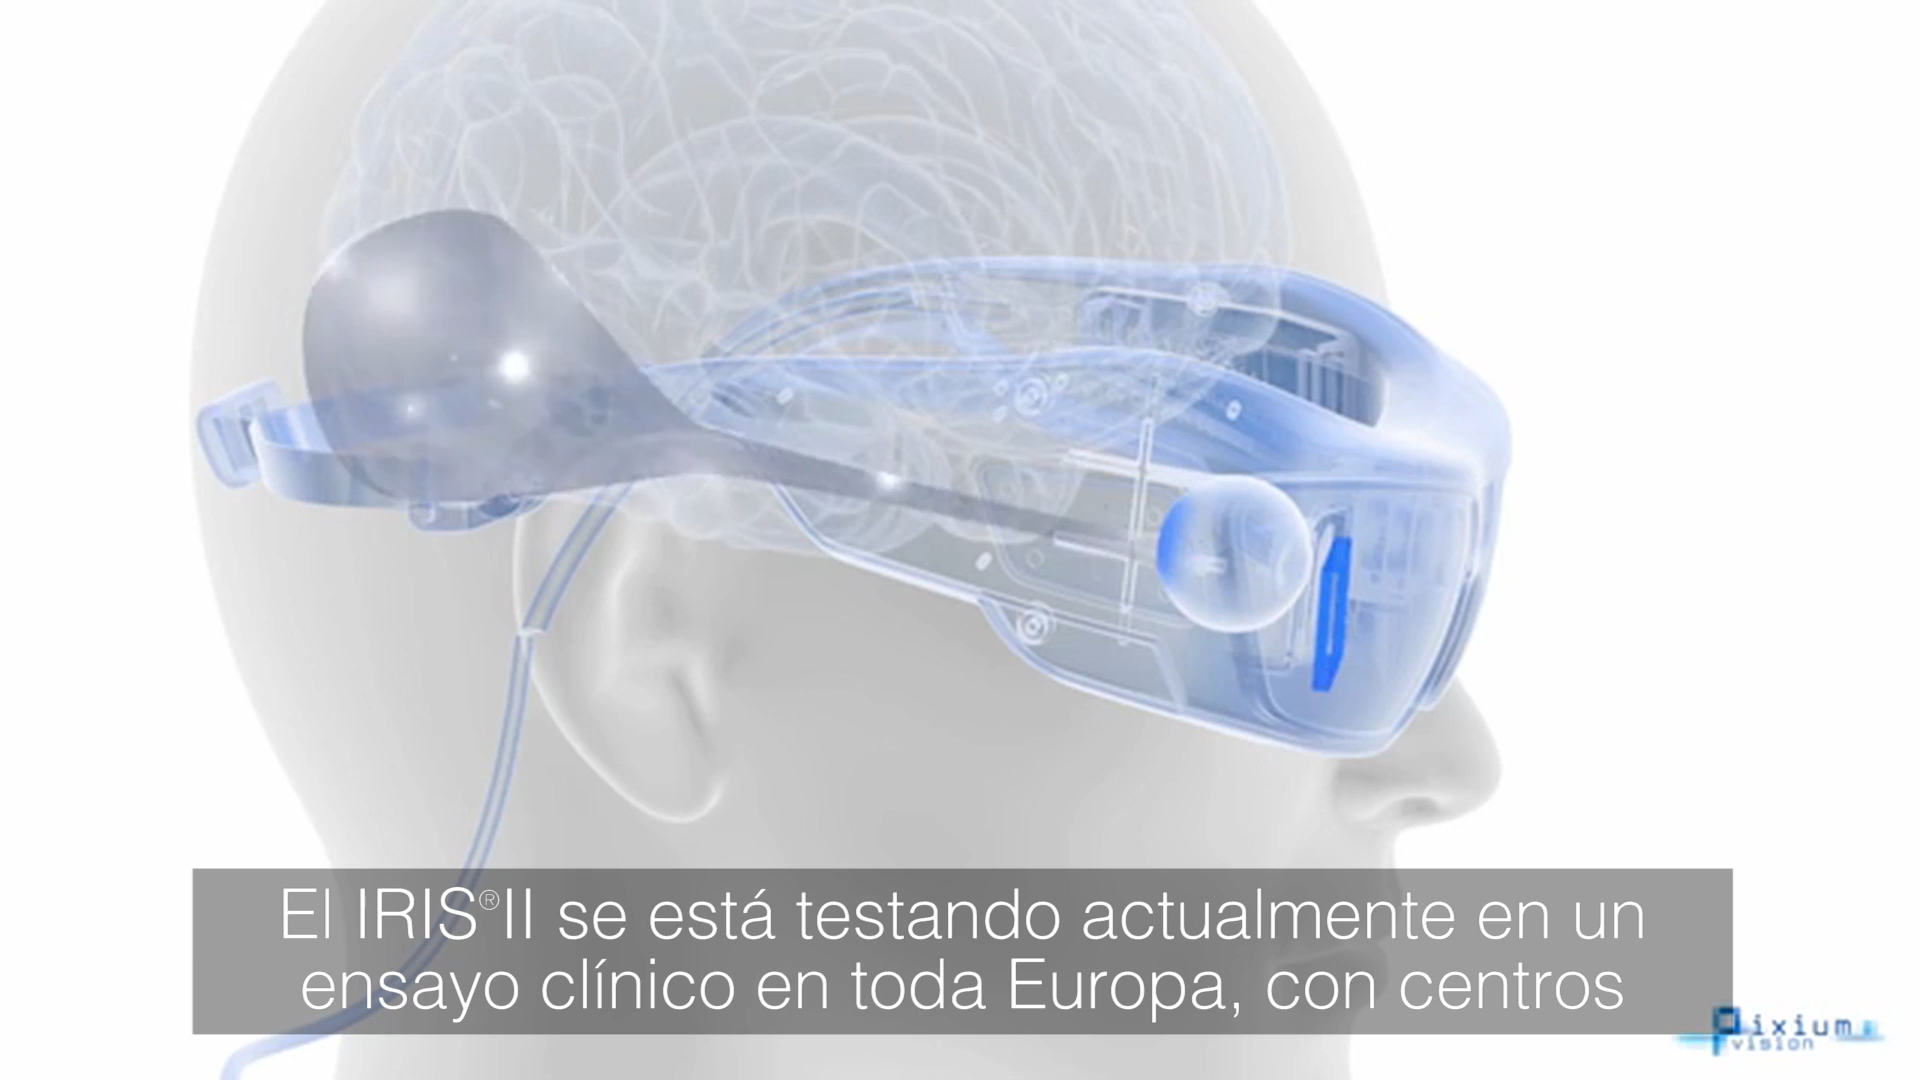 El IRIS®II se está testando actualmente en un
ensayo clínico en toda Europa, con centros
pixium
vision